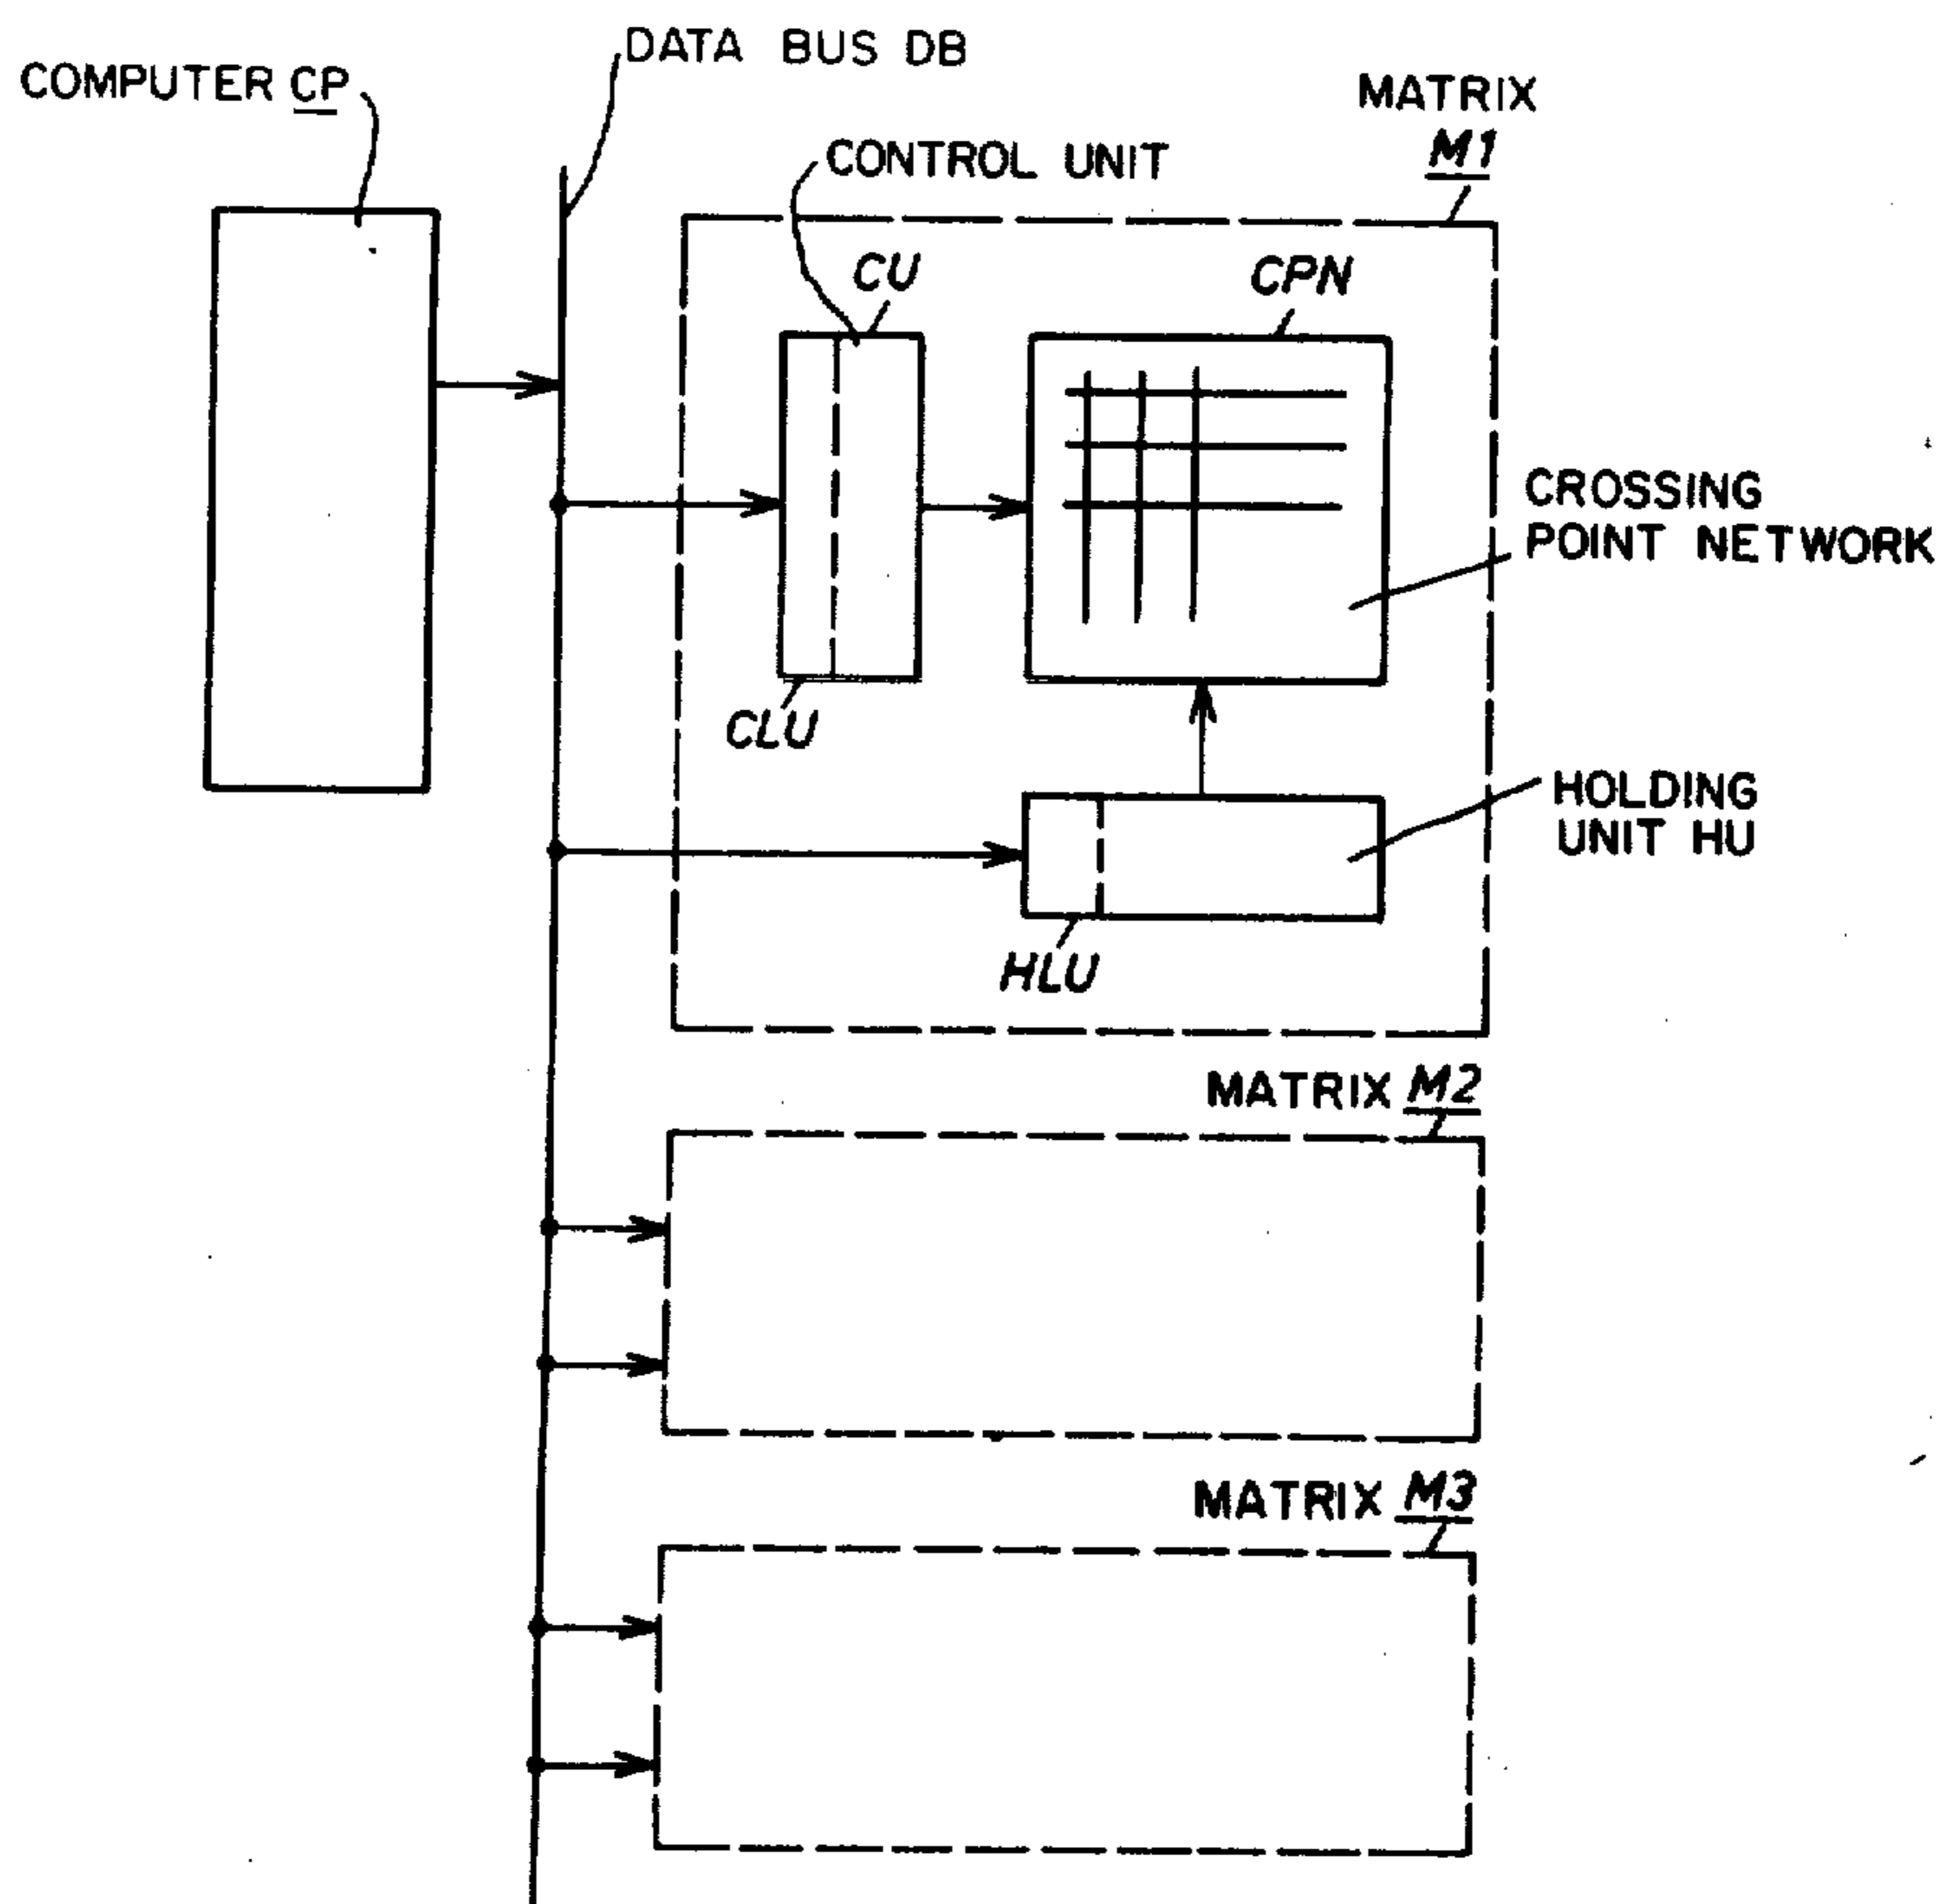 DATA BUS DB
COMPUTER CP
MATRIX
M1
CONTROL UNIT
CU
CPN
CROSSING
POINT NETWORK
CLU
HOLDING
UNIT HU
HLU
MATRIX M2
MATRIX M3